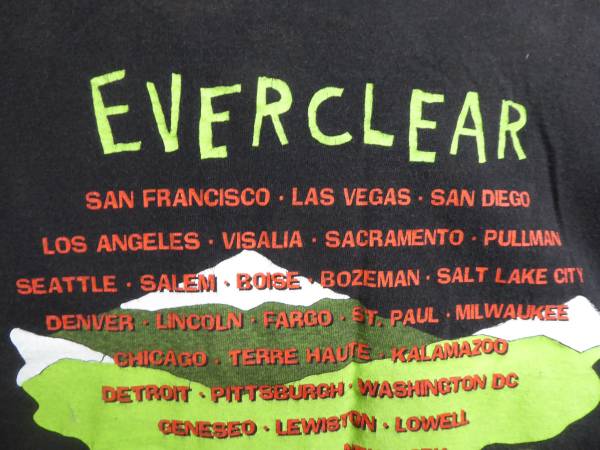 EVERCLEAR
SAN FRANCISCO · LAS VEGAS · SAN DIEGO
LOS ANGELES · VISALIA · SACRAMENTO · PULLMAN
SEATTLE · SALEM · BOISE · BOZEMAN · SALT LAKE CITY
DENVER · LINCOLN · FARGO · ST. PAUL · MILWAUKEE
CHICAGO · TERRE HAUTE · KALAMAZOO
DETROIT · PITTSBURGH · WASHINGTON DC
GENESEO · LEWISTON · LOWELL